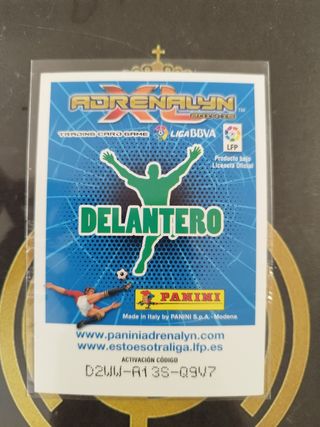 ADRENALYN
XL
TRADING CARD GAME
LIGA BBVA
LFP
Producto bajo
Licencia Oficial
DELANTERO
PANINI
Made in Italy by PANINI S.p.A. - Modena
www.paniniadrenalyn.com
www.estoesotraliga.lfp.es
ACTIVACIÓN CÓDIGO
D2WW-A13S-Q9V7